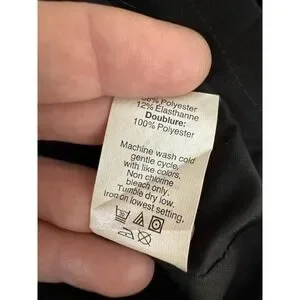 Polyester
12% Élasthanne
Doublure:
100% Polyester
Machine wash cold
gentle cycle,
with like colors,
Non chlorine
bleach only.
Tumble dry low.
Iron on lowest setting.